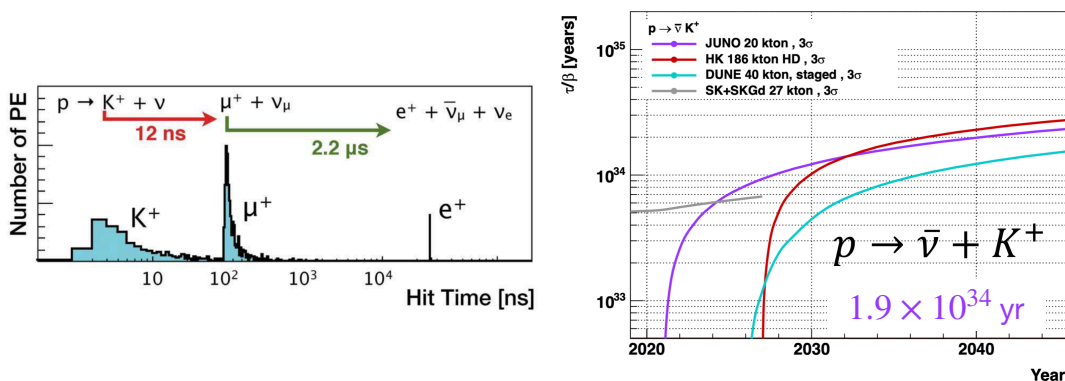 p → K⁺ + ν
μ⁺ + ν_μ
e⁺ + ν̄_μ + ν_e
12 ns
2.2 μs
Number of PE
K⁺
μ⁺
e⁺
10
10²
10³
10⁴
Hit Time [ns]
p → ν̄ K⁺
JUNO 20 kton , 3σ
HK 186 kton HD , 3σ
DUNE 40 kton, staged , 3σ
SK+SKGd 27 kton , 3σ
τ/β [years]
10³⁵
10³⁴
10³³
p → ν̄ + K⁺
1.9 × 10³⁴ yr
2020
2030
2040
Year